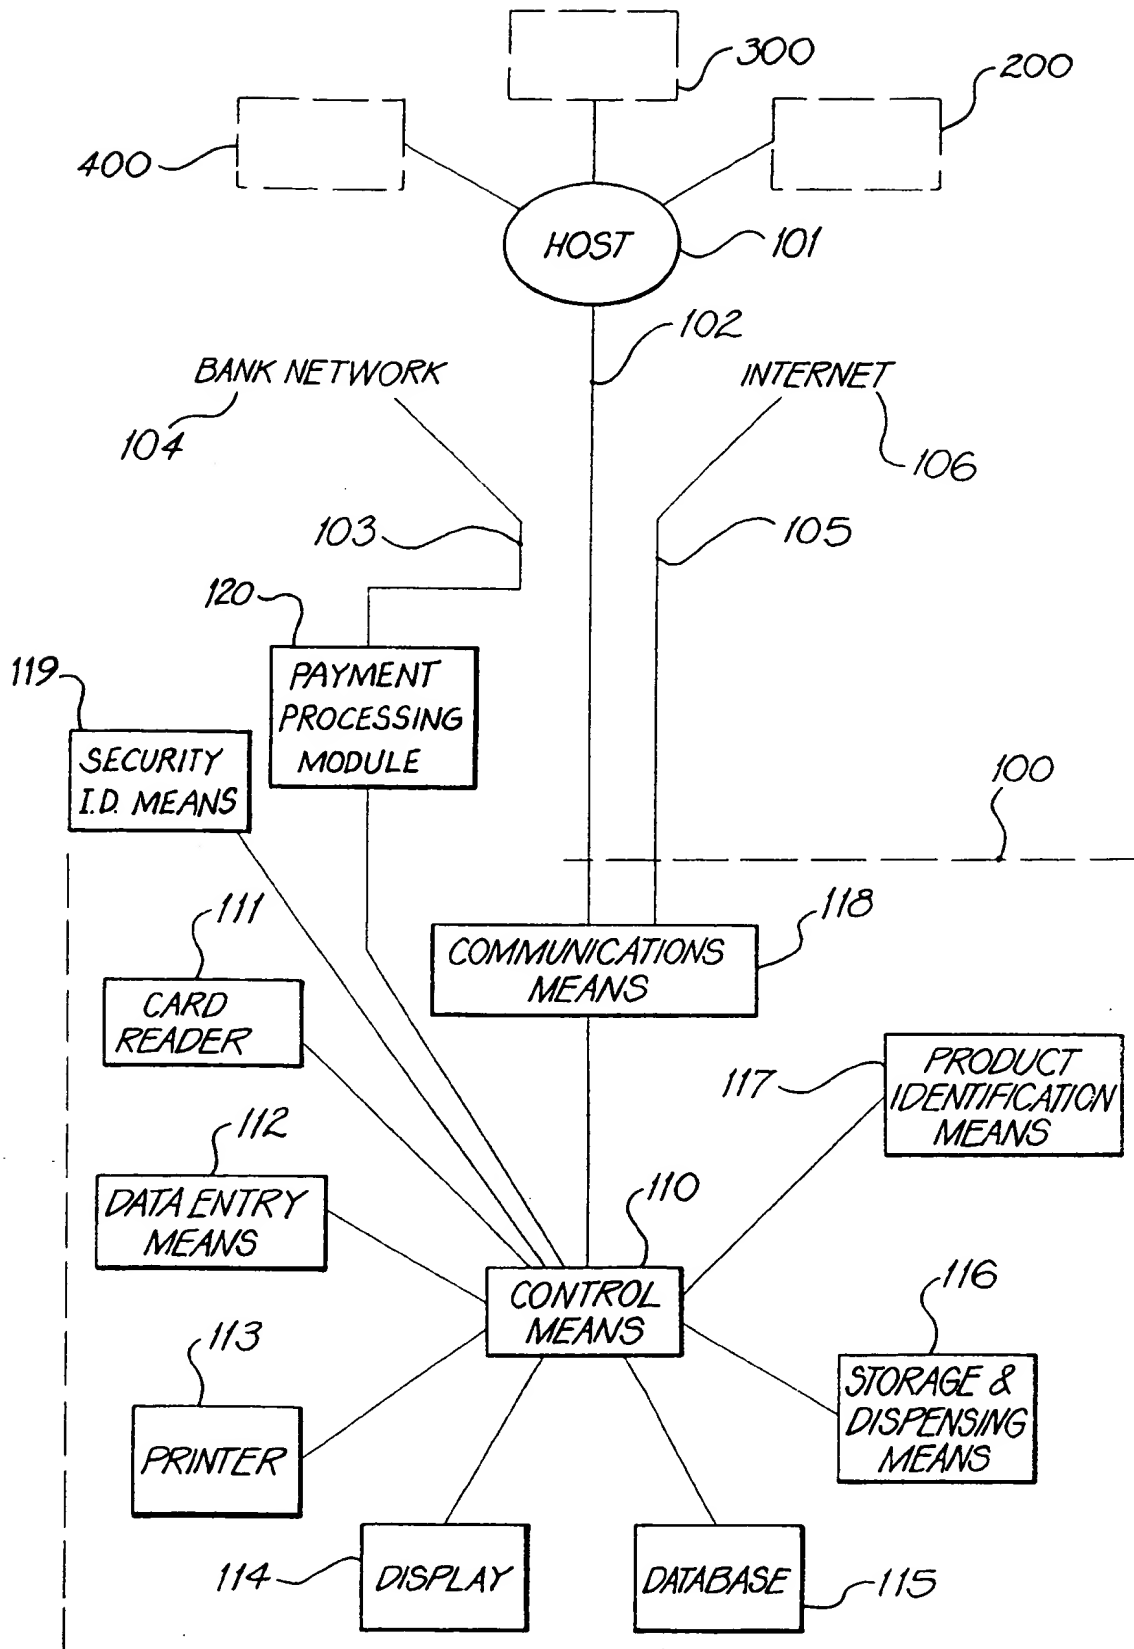 300
200
400
HOST
101
102
BANK NETWORK
INTERNET
104
106
103
105
120
119
PAYMENT
PROCESSING
MODULE
SECURITY
I.D. MEANS
100
111
118
COMMUNICATIONS
MEANS
CARD
READER
117
PRODUCT
IDENTIFICATION
MEANS
112
DATA ENTRY
MEANS
110
CONTROL
MEANS
116
113
STORAGE &
DISPENSING
MEANS
PRINTER
114
DISPLAY
DATABASE
115